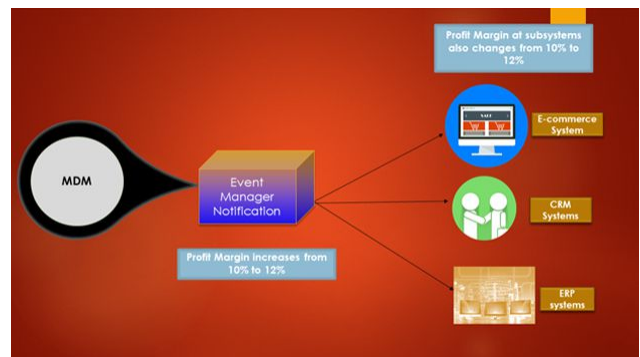 Profit Margin at subsystems
also changes from 10% to
12%
SALE
E-commerce
System
MDM
Event
Manager
Notification
CRM
Systems
Profit Margin increases from
10% to 12%
ERP
systems